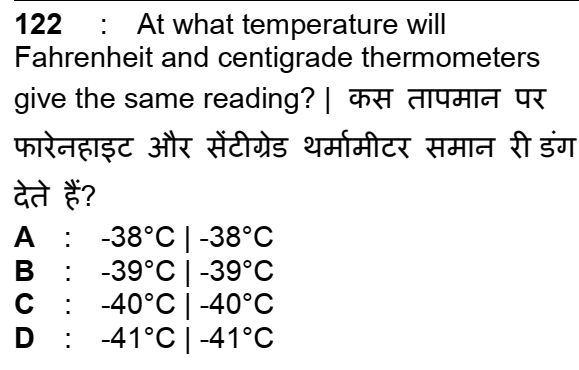 122 : At what temperature will
Fahrenheit and centigrade thermometers
give the same reading? | कस तापमान पर
फारेनहाइट और सेंटीग्रेड थर्मामीटर समान री डंग
देते हैं?
A : -38°C | -38°C
B : -39°C | -39°C
C : -40°C | -40°C
D : -41°C | -41°C